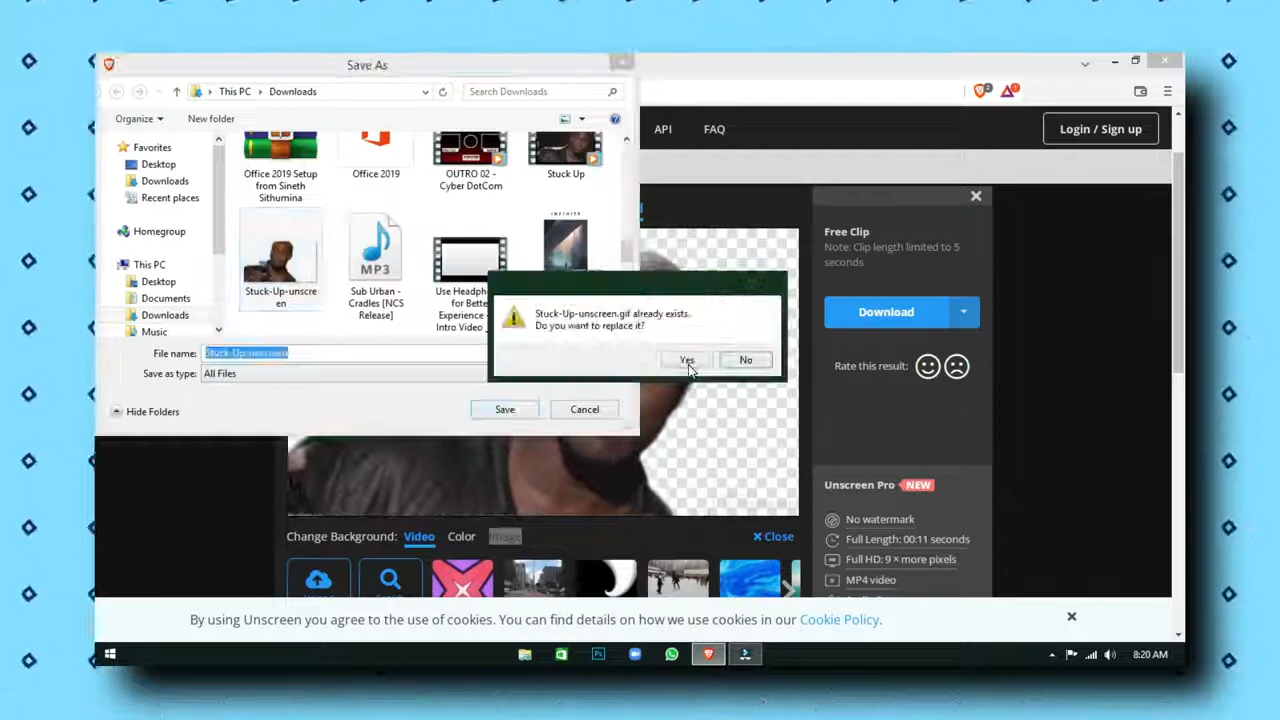 Save As
This PC
Downloads
Search Downloads
Organize
New folder
Favorites
Desktop
Downloads
Recent places
Homegroup
This PC
Desktop
Documents
Downloads
Music
Office 2019 Setup
from Sineth
Sithumina
Office 2019
OUTRO 02 -
Cyber DotCom
Stuck Up
Stuck-Up-unscre
en
MP3
Sub Urban -
Cradles [NCS
Release]
Use Headph
for Bette
Experience -
Intro Video
INFINITE
File name:
Stuck-Up-unscreen
Save as type:
All Files
Hide Folders
Save
Cancel
Stuck-Up-unscreen.gif already exists.
Do you want to replace it?
Yes
No
API
FAQ
Login / Sign up
Free Clip
Note: Clip length limited to 5
seconds
Download
Rate this result:
Unscreen Pro NEW
No watermark
Full Length: 00:11 seconds
Full HD: 9 × more pixels
MP4 video
Change Background:
Video
Color
Image
Close
By using Unscreen you agree to the use of cookies. You can find details on how we use cookies in our Cookie Policy.
Ps
8:20 AM